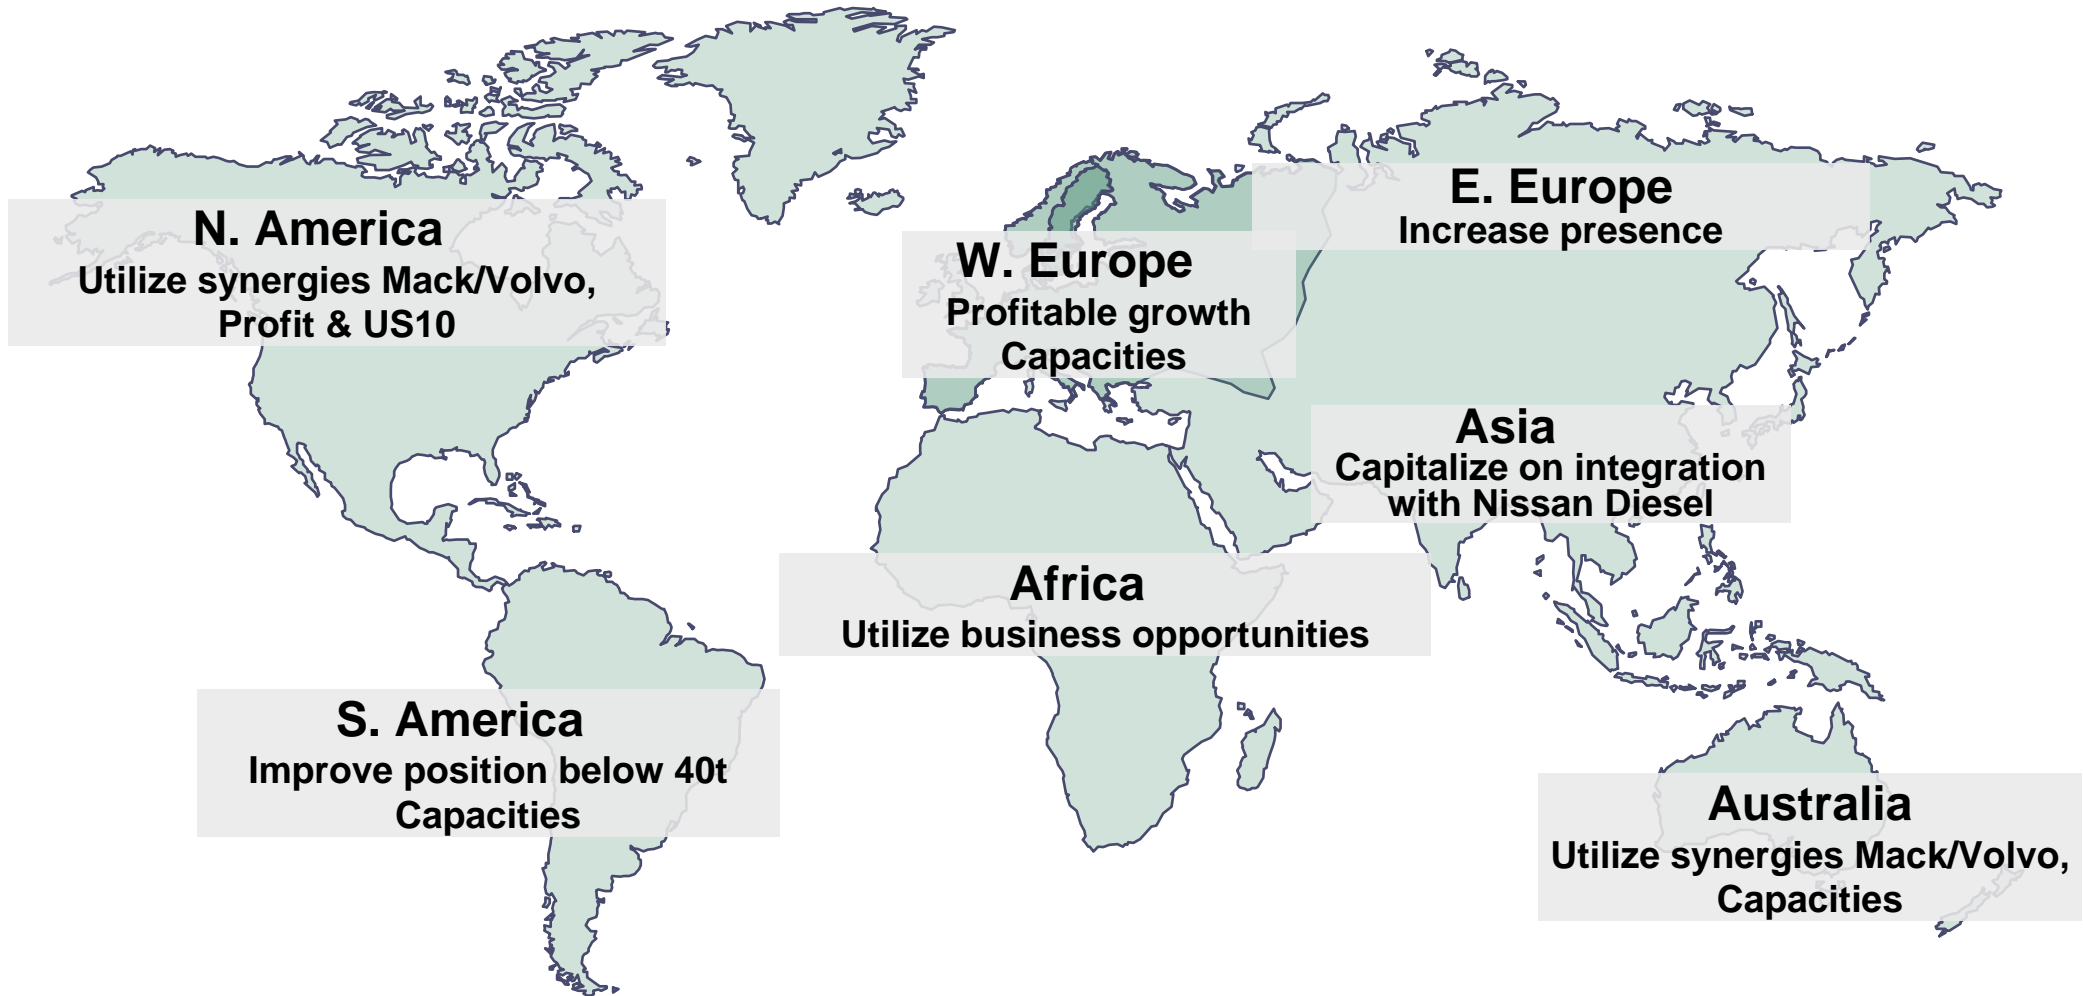 N. America
Utilize synergies Mack/Volvo,
Profit & US10
W. Europe
Profitable growth
Capacities
E. Europe
Increase presence
Asia
Capitalize on integration
with Nissan Diesel
Africa
Utilize business opportunities
S. America
Improve position below 40t
Capacities
Australia
Utilize synergies Mack/Volvo,
Capacities